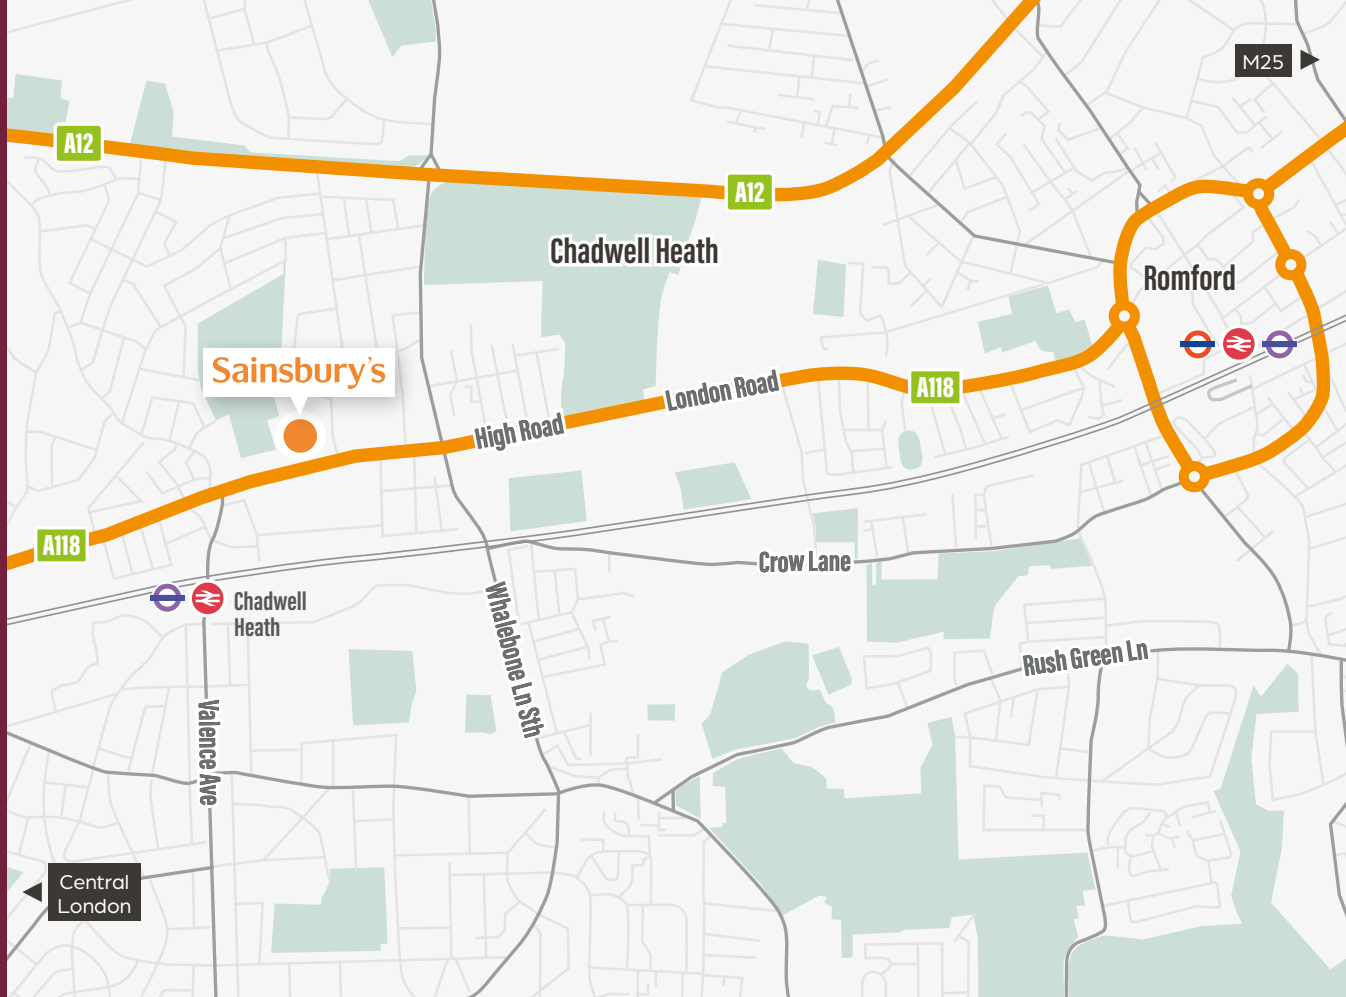 M25
A12
A12
Chadwell Heath
Romford
Sainsbury's
A118
London Road
High Road
A118
Crow Lane
Chadwell
Heath
Whalebone Ln Sth
Rush Green Ln
Valence Ave
Central
London